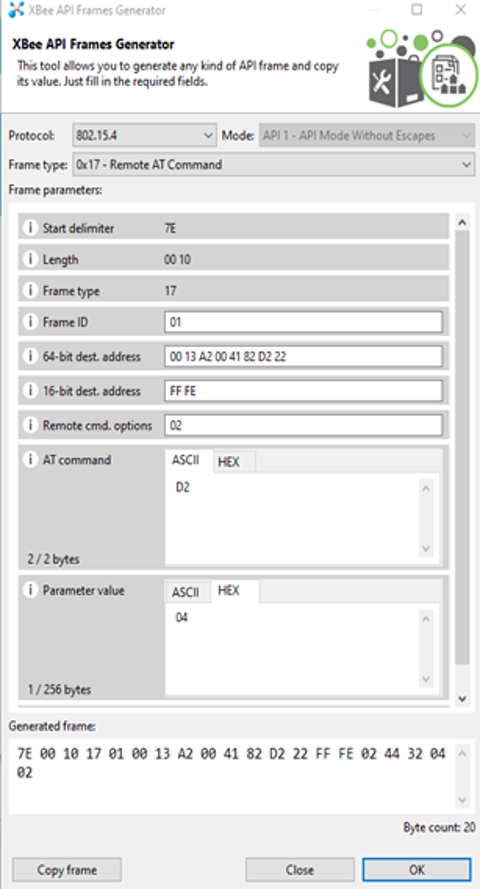 XBee API Frames Generator
XBee API Frames Generator
This tool allows you to generate any kind of API frame and copy
its value. Just fill in the required fields.
Protocol: 802.15.4 Mode: API 1 - API Mode Without Escapes
Frame type: 0x17 - Remote AT Command
Frame parameters:
i Start delimiter 7E
i Length 00 10
i Frame type 17
i Frame ID 01
i 64-bit dest. address 00 13 A2 00 41 82 D2 22
i 16-bit dest. address FF FE
i Remote cmd. options 02
i AT command ASCII HEX
D2
2 / 2 bytes
i Parameter value ASCII HEX
04
1 / 256 bytes
Generated frame:
7E 00 10 17 01 00 13 A2 00 41 82 D2 22 FF FE 02 44 32 04
02
Byte count: 20
Copy frame Close OK